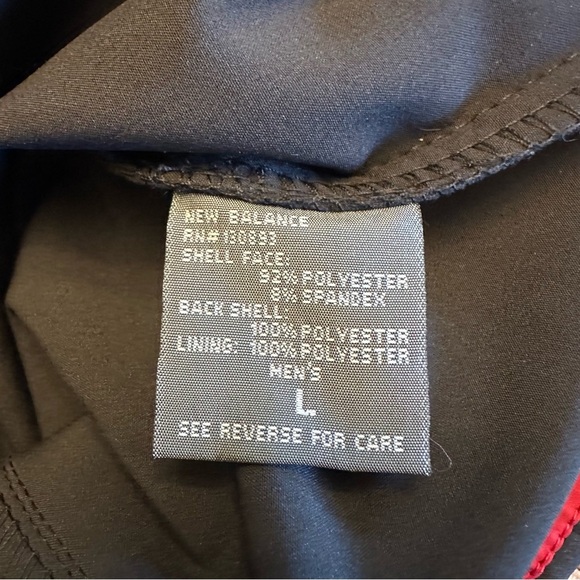 NEW BALANCE
RN#130893
SHELL FACE:
92% POLYESTER
8% SPANDEX
BACK SHELL:
100% POLYESTER
LINING: 100% POLYESTER
MEN'S
L
SEE REVERSE FOR CARE